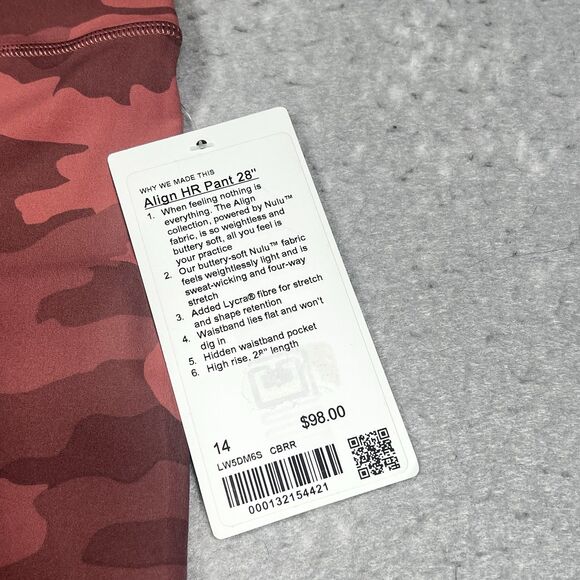 WHY WE MADE THIS
Align HR Pant 28"
1. When feeling nothing is
everything. The Align
collection, powered by Nulu™
fabric, is so weightless and
buttery soft, all you feel is
your practice
2. Our buttery-soft Nulu™ fabric
feels weightlessly light and is
sweat-wicking and four-way
stretch
3. Added Lycra® fibre for stretch
and shape retention
4. Waistband lies flat and won't
dig in
5. Hidden waistband pocket
6. High rise, 28" length
$98.00
14
LW5DM6S CBRR
000132154421